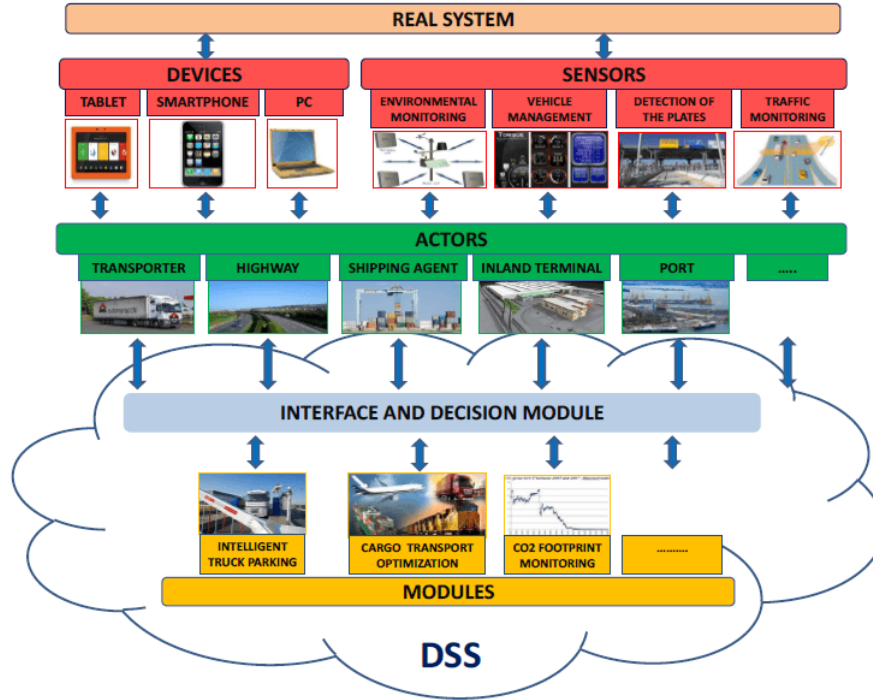 REAL SYSTEM
DEVICES
SENSORS
TABLET
SMARTPHONE
PC
ENVIRONMENTAL
MONITORING
VEHICLE
MANAGEMENT
DETECTION OF
THE PLATES
TRAFFIC
MONITORING
ACTORS
TRANSPORTER
HIGHWAY
SHIPPING AGENT
INLAND TERMINAL
PORT
.....
INTERFACE AND DECISION MODULE
INTELLIGENT
TRUCK PARKING
CARGO TRANSPORT
OPTIMIZATION
CO2 FOOTPRINT
MONITORING
..........
MODULES
DSS